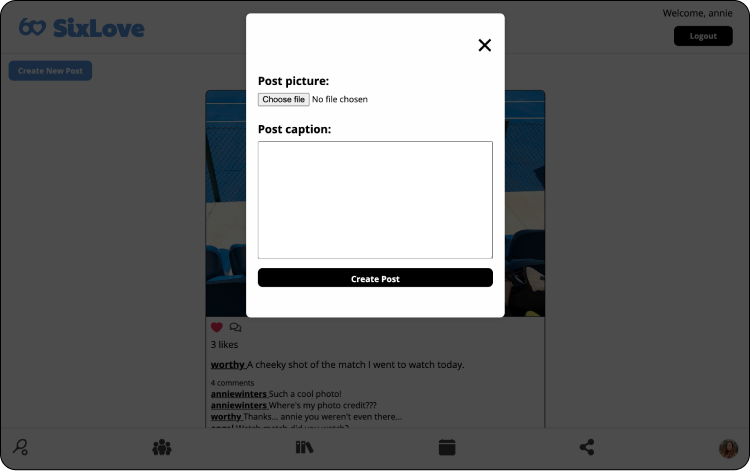 SixLove
Welcome, annie
Logout
Create New Post
Post picture:
Choose file No file chosen
Post caption:
Create Post
3 likes
worthy A cheeky shot of the match I went to watch today.
4 comments
anniewinters Such a cool photo!
anniewinters Where's my photo credit???
worthy Thanks... annie you weren't even there...